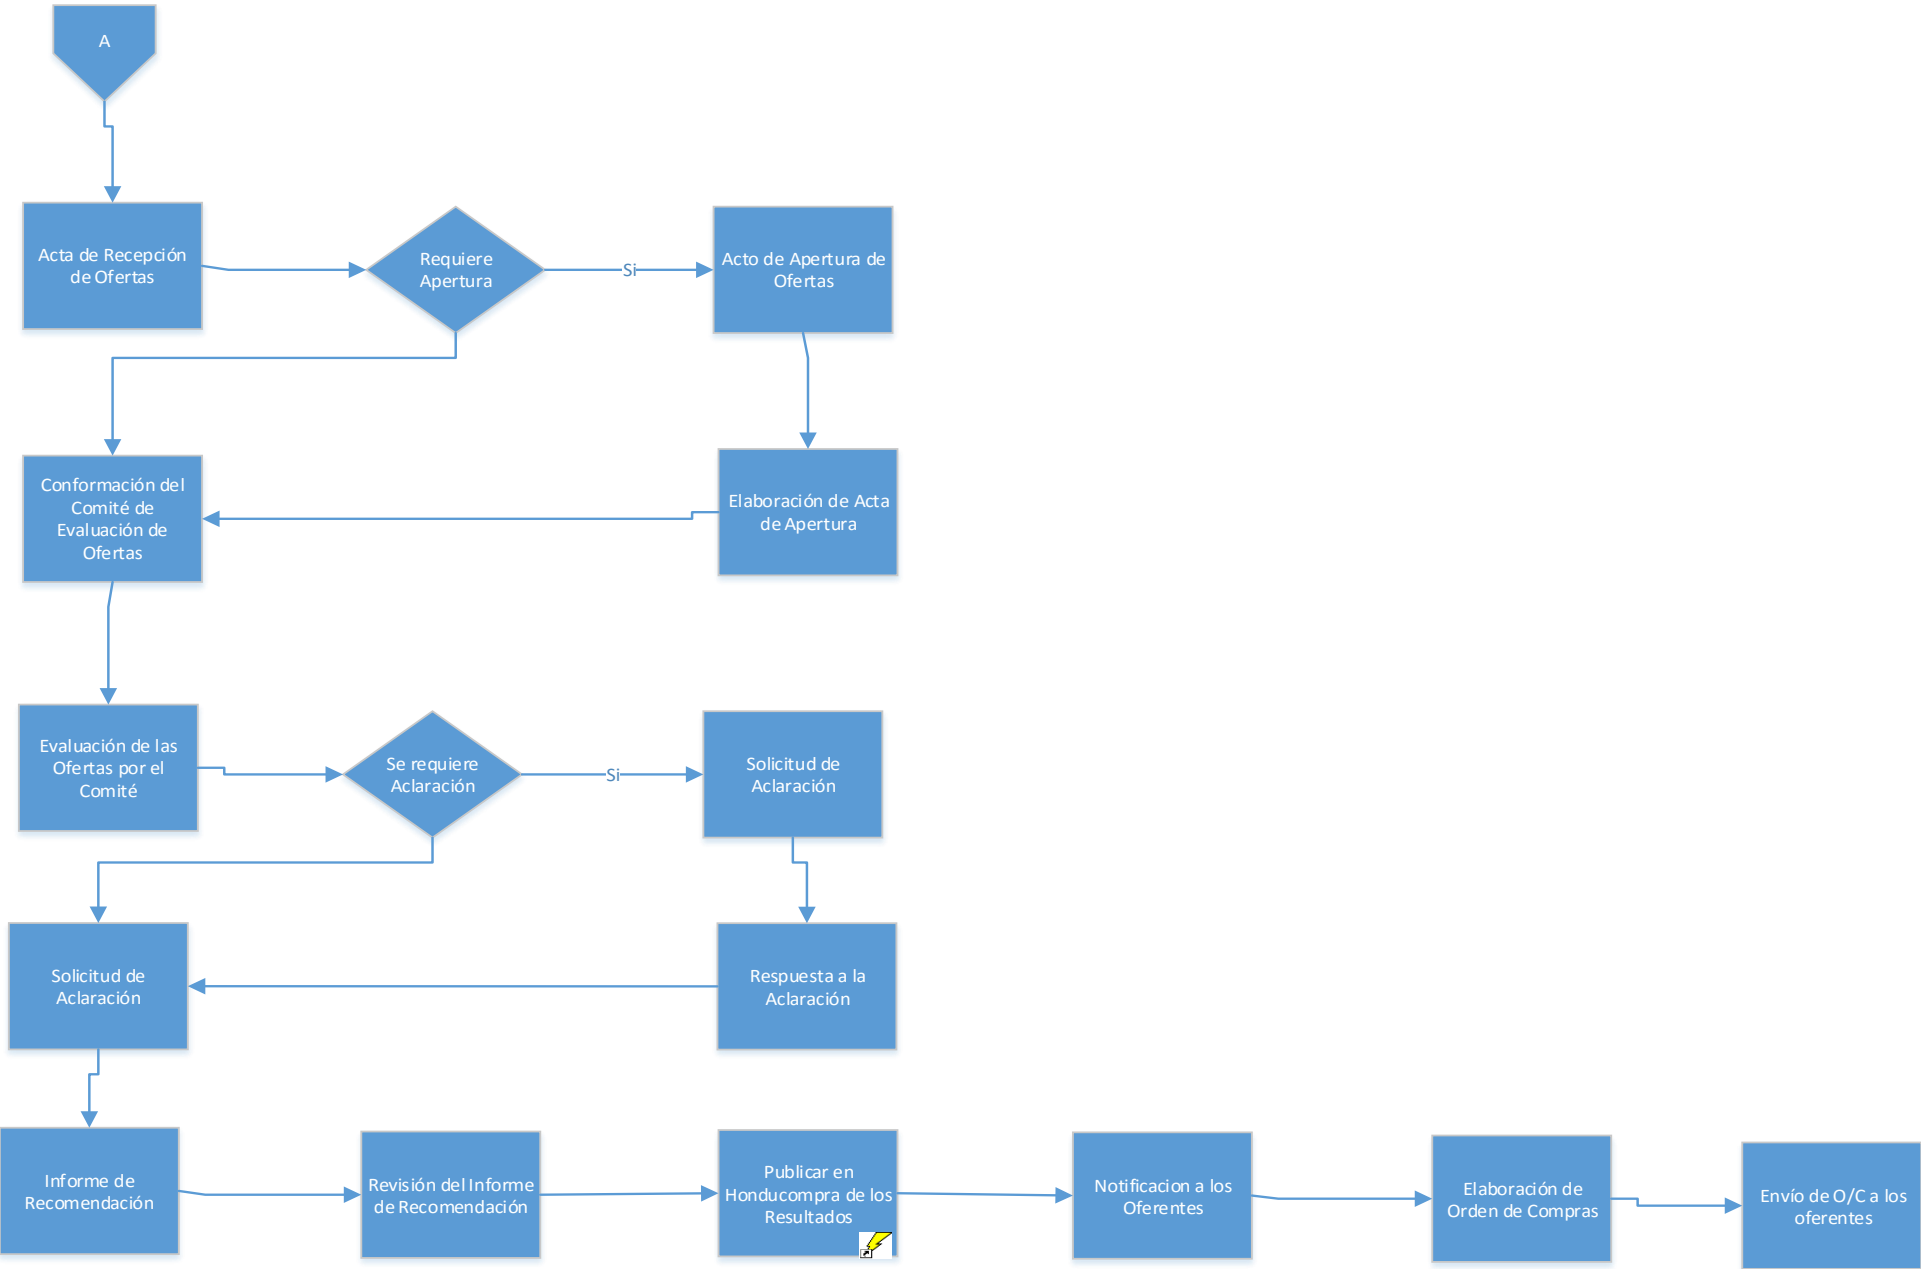 A
Acta de Recepción
de Ofertas
Requiere
Apertura
Si
Acto de Apertura de
Ofertas
Conformación del
Comité de
Evaluación de
Ofertas
Elaboración de Acta
de Apertura
Evaluación de las
Ofertas por el
Comité
Se requiere
Aclaración
Si
Solicitud de
Aclaración
Solicitud de
Aclaración
Respuesta a la
Aclaración
Informe de
Recomendación
Revisión del Informe
de Recomendación
Publicar en
Honducompra de los
Resultados
Notificacion a los
Oferentes
Elaboración de
Orden de Compras
Envío de O/C a los
oferentes